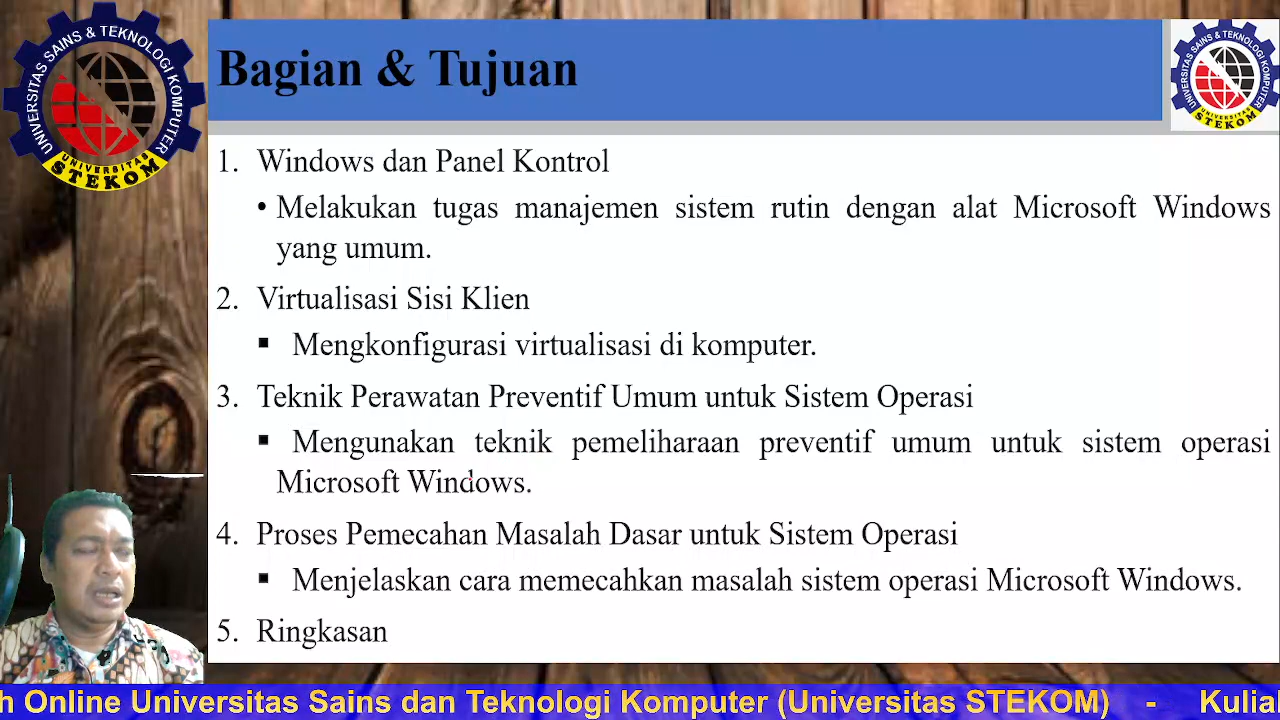 UNIVERSITAS SAINS & TEKNOLOGI KOMPUTER
UNIVERSITAS
STEKOM
Bagian & Tujuan
UNIVERSITAS SAINS & TEKNOLOGI KOMPUTER
UNIVERSITAS
STEKOM
1. Windows dan Panel Kontrol
• Melakukan tugas manajemen sistem rutin dengan alat Microsoft Windows
yang umum.
2. Virtualisasi Sisi Klien
▪ Mengkonfigurasi virtualisasi di komputer.
3. Teknik Perawatan Preventif Umum untuk Sistem Operasi
▪ Mengunakan teknik pemeliharaan preventif umum untuk sistem operasi
Microsoft Windows.
4. Proses Pemecahan Masalah Dasar untuk Sistem Operasi
▪ Menjelaskan cara memecahkan masalah sistem operasi Microsoft Windows.
5. Ringkasan
h Online Universitas Sains dan Teknologi Komputer (Universitas STEKOM) - Kulia